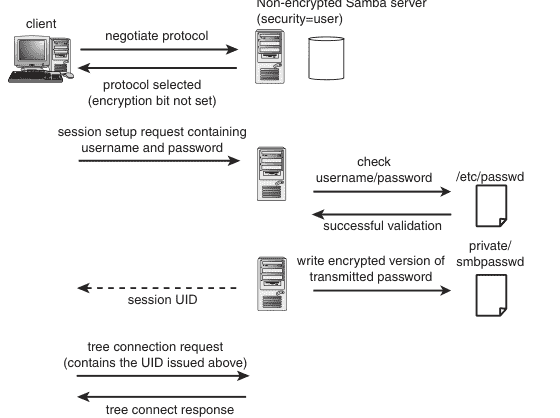 Non-encrypted Samba server
(security=user)
client
negotiate protocol
protocol selected
(encryption bit not set)
session setup request containing
username and password
check
username/password
/etc/passwd
successful validation
private/
smbpasswd
write encrypted version of
transmitted password
session UID
tree connection request
(contains the UID issued above)
tree connect response